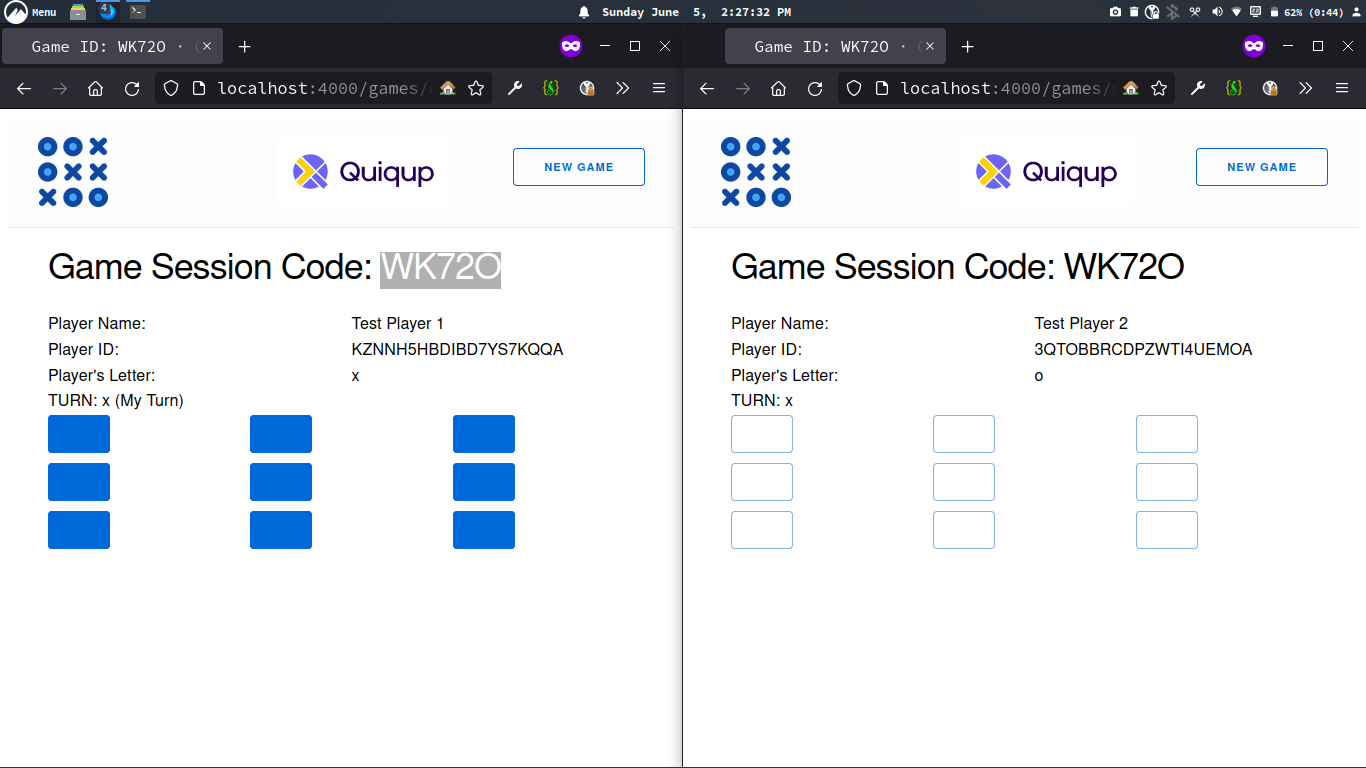 Menu
4
Sunday June 5, 2:27:32 PM
62% (0:44)
Game ID: WK72O ·
localhost:4000/games/
Quiqup
NEW GAME
Game Session Code: WK72O
Player Name: Test Player 1
Player ID: KZNNH5HBDIBD7YS7KQQA
Player's Letter: x
TURN: x (My Turn)
Game ID: WK72O ·
localhost:4000/games/
Quiqup
NEW GAME
Game Session Code: WK72O
Player Name: Test Player 2
Player ID: 3QTOBBRCDPZWTI4UEMOA
Player's Letter: o
TURN: x